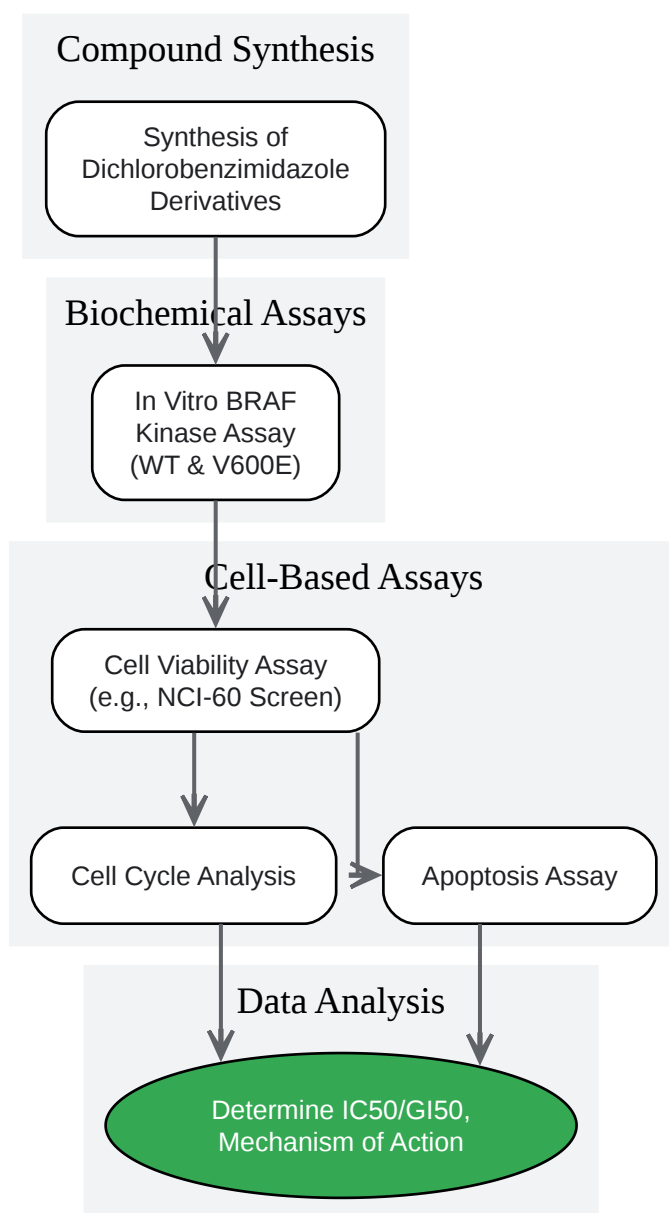 Compound Synthesis
Synthesis of
Dichlorobenzimidazole
Derivatives
Biochemical Assays
In Vitro BRAF
Kinase Assay
(WT & V600E)
Cell-Based Assays
Cell Viability Assay
(e.g., NCI-60 Screen)
Cell Cycle Analysis
Apoptosis Assay
Data Analysis
Determine IC50/GI50,
Mechanism of Action